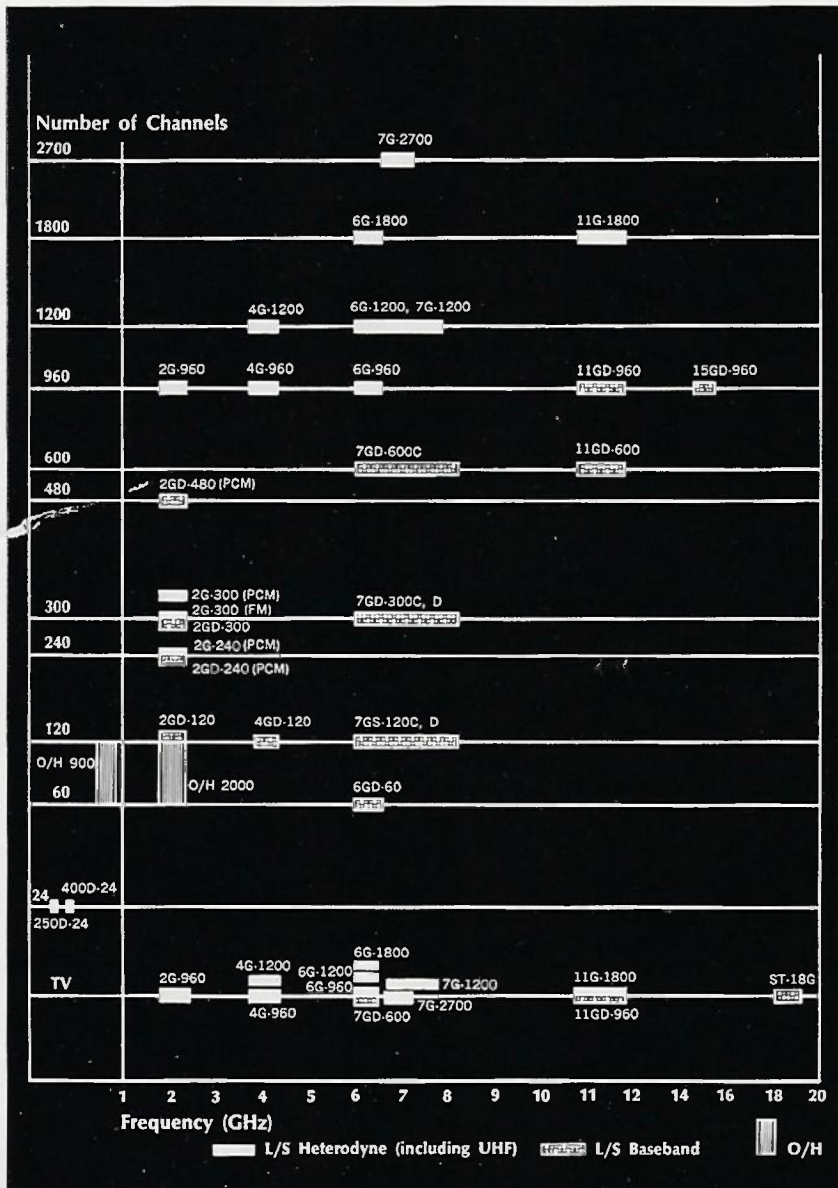 Number of Channels
7G-2700
2700
6G-1800 11G-1800
1800
4G-1200 6G-1200, 7G-1200
1200
2G-960 4G-960 6G-960 11GD-960 15GD-960
960
7GD-600C 11GD-600
600
2GD-480 (PCM)
480
2G-300 (PCM)
2G-300 (FM) 7GD-300C, D
300
2GD-300
2G-240 (PCM)
240
2GD-240 (PCM)
2GD-120 4GD-120 7GS-120C, D
120
O/H 900
O/H 2000 6GD-60
60
24 400D-24
250D-24
6G-1800
4G-1200 6G-1200
2G-960 6G-960 7G-1200 11G-1800 ST-18G
TV
4G-960 7GD-600 7G-2700 11GD-960
1 2 3 4 5 6 7 8 9 10 11 12 14 16 18 20
Frequency (GHz)
L/S Heterodyne (including UHF) L/S Baseband O/H